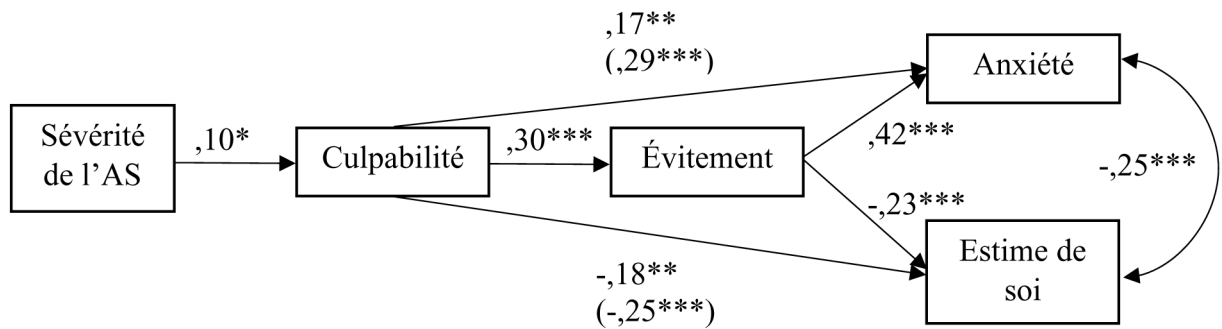 ,17**
(,29***)
Anxiété
Sévérité
de l’AS
,10*
Culpabilité
,30***
Évitement
,42***
-,25***
-,23***
Estime de
soi
-,18**
(-,25***)